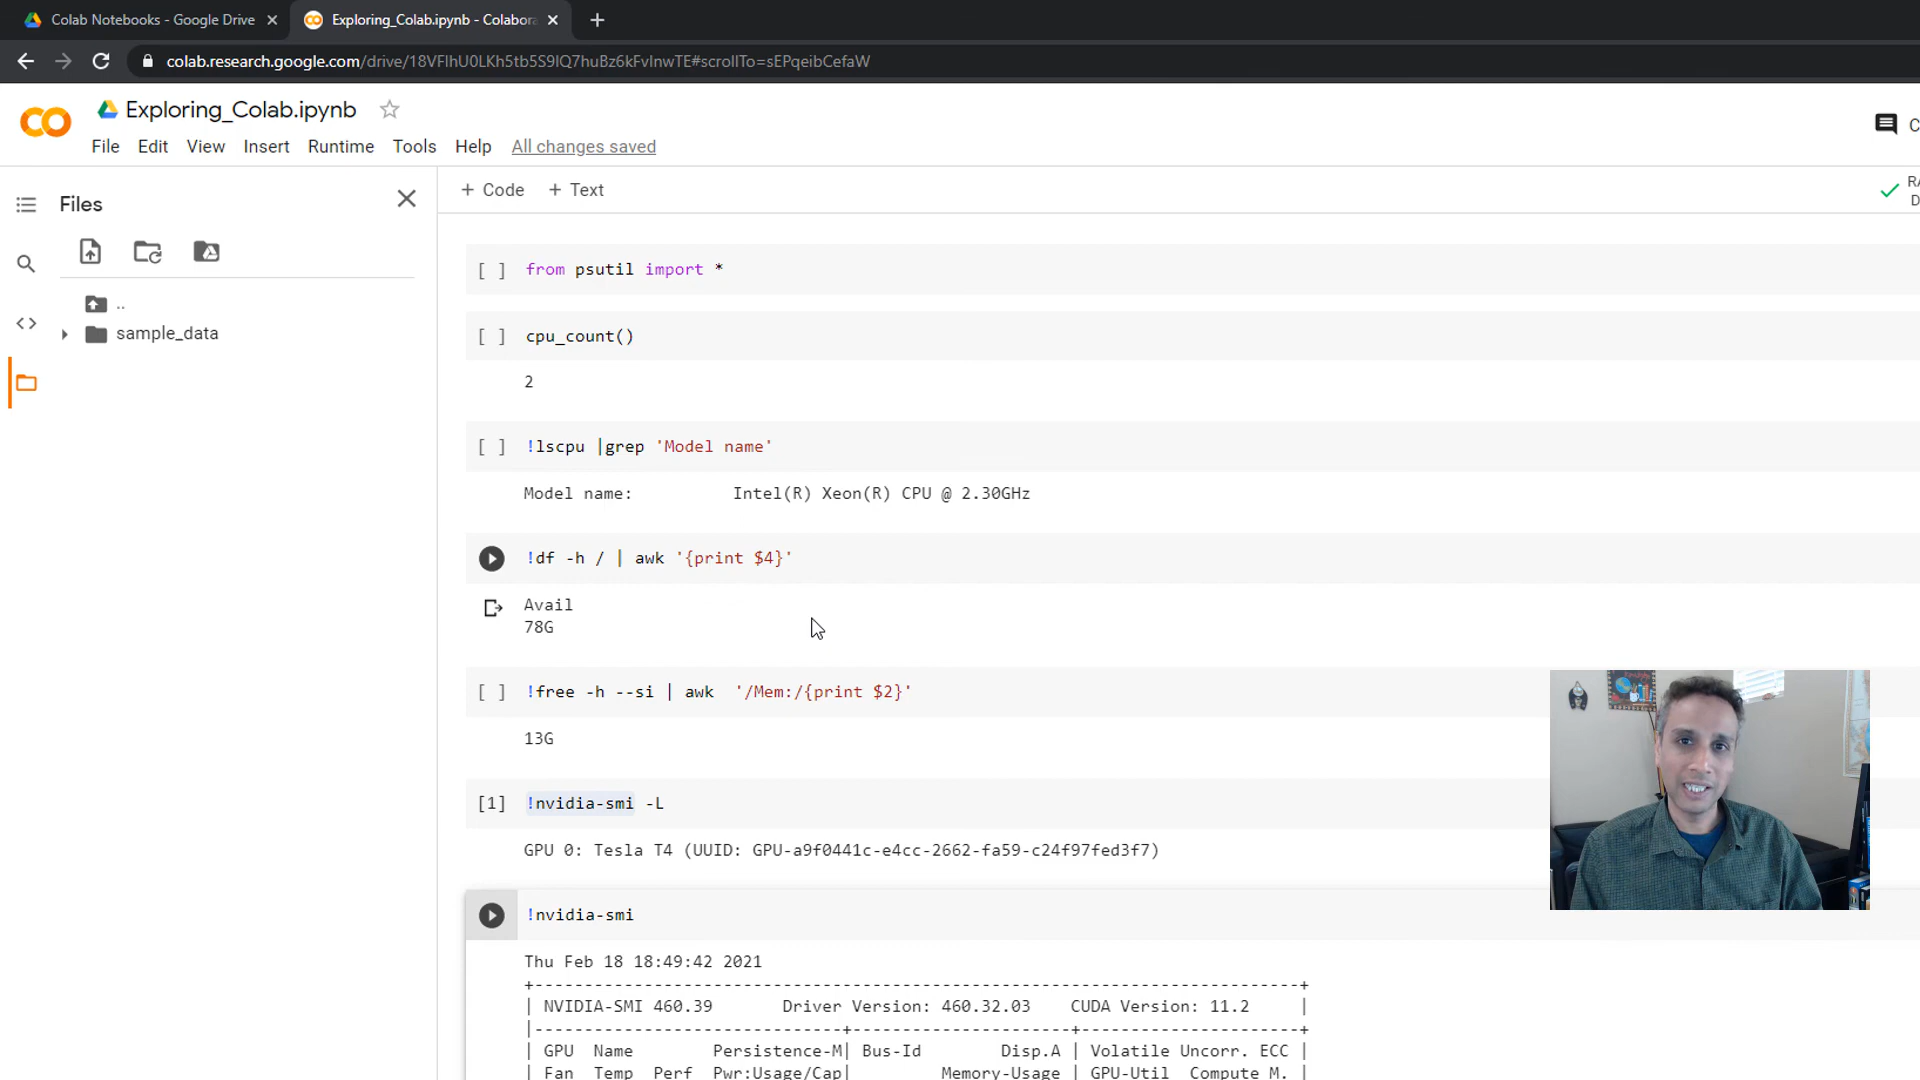 Colab Notebooks - Google Drive
Exploring_Colab.ipynb - Colabora
colab.research.google.com/drive/18VFlhU0LKh5tb5S9IQ7huBz6kFvInwTE#scrollTo=sEPqeibCefaW
Exploring_Colab.ipynb
C
File Edit View Insert Runtime Tools Help All changes saved
Files
+ Code + Text
RA
D
..
sample_data
[ ] from psutil import *
[ ] cpu_count()
2
[ ] !lscpu |grep 'Model name'
Model name: Intel(R) Xeon(R) CPU @ 2.30GHz
!df -h / | awk '{print $4}'
Avail
78G
[ ] !free -h --si | awk '/Mem:/{print $2}'
13G
[1] !nvidia-smi -L
GPU 0: Tesla T4 (UUID: GPU-a9f0441c-e4cc-2662-fa59-c24f97fed3f7)
!nvidia-smi
Thu Feb 18 18:49:42 2021
+-----------------------------------------------------------------------------+
| NVIDIA-SMI 460.39 Driver Version: 460.32.03 CUDA Version: 11.2 |
|-------------------------------+----------------------+----------------------+
| GPU Name Persistence-M| Bus-Id Disp.A | Volatile Uncorr. ECC |
| Fan Temp Perf Pwr:Usage/Cap| Memory-Usage | GPU-Util Compute M. |